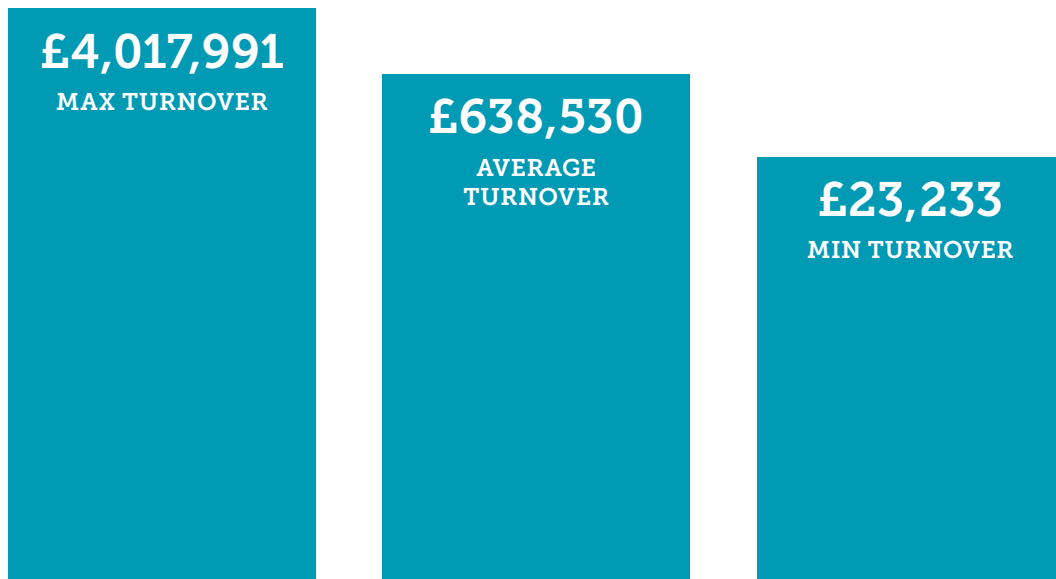 £4,017,991
MAX TURNOVER
£638,530
AVERAGE
TURNOVER
£23,233
MIN TURNOVER